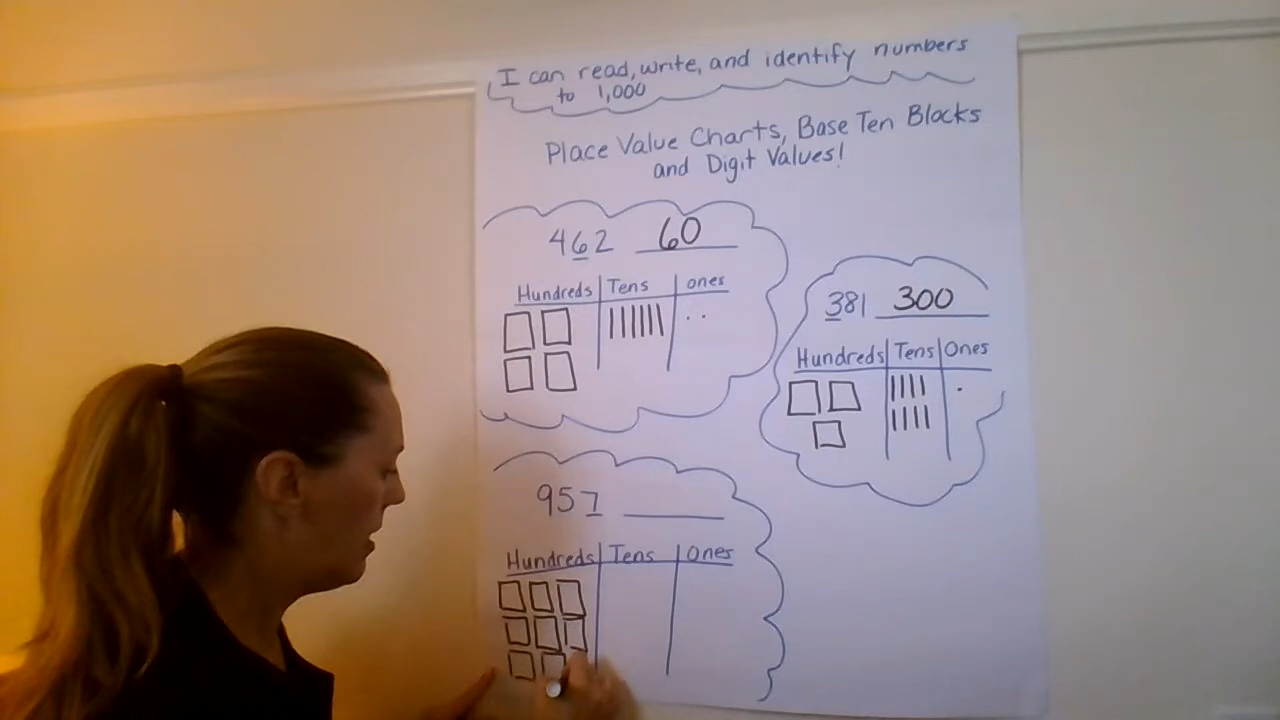 I can read, write, and identify numbers
to 1,000
Place Value Charts, Base Ten Blocks
and Digit Values!
462 60
Hundreds Tens ones
381 300
Hundreds Tens Ones
957
Hundreds Tens Ones